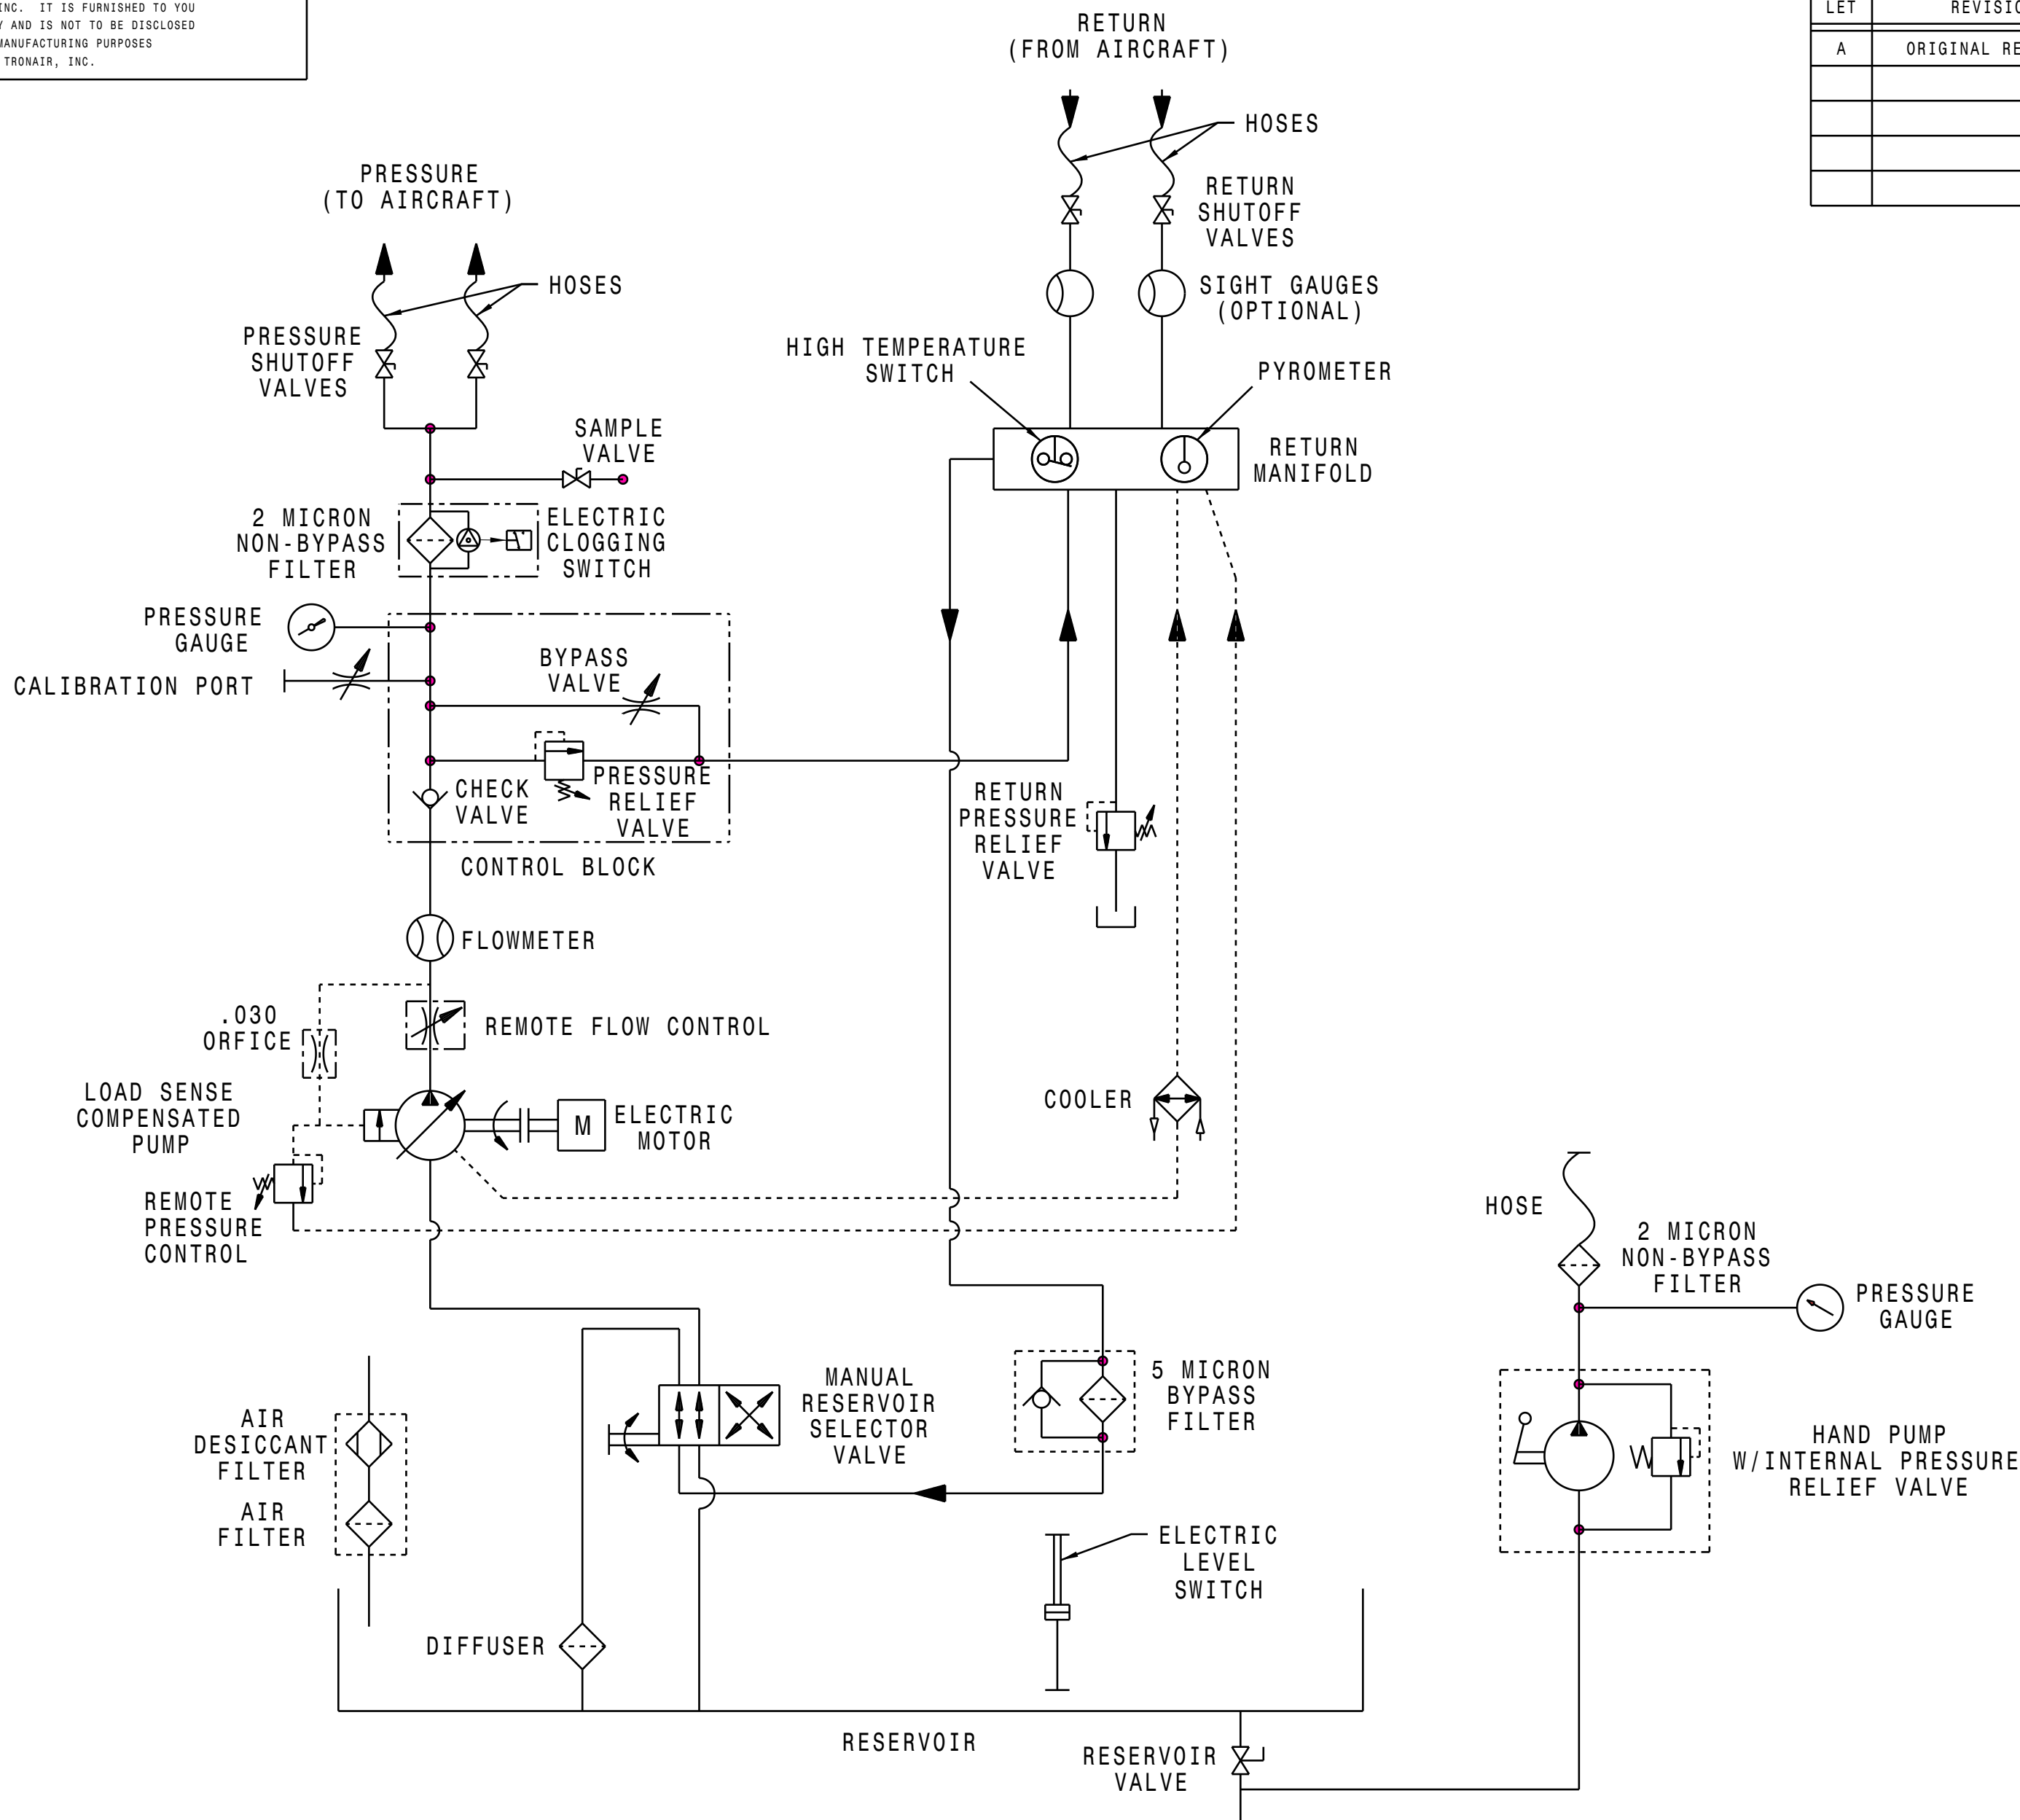 INC. IT IS FURNISHED TO YOU
AND IS NOT TO BE DISCLOSED
MANUFACTURING PURPOSES
TRONAIR, INC.
LET
A ORIGINAL
RETURN
(FROM AIRCRAFT)
HOSES
PRESSURE
(TO AIRCRAFT)
RETURN
SHUTOFF
VALVES
HOSES
SIGHT GAUGES
(OPTIONAL)
PRESSURE
SHUTOFF
VALVES
HIGH TEMPERATURE
SWITCH
PYROMETER
SAMPLE
VALVE
RETURN
MANIFOLD
2 MICRON
NON-BYPASS
FILTER
ELECTRIC
CLOGGING
SWITCH
PRESSURE
GAUGE
BYPASS
VALVE
CALIBRATION PORT
CHECK
VALVE
PRESSURE
RELIEF
VALVE
RETURN
PRESSURE
RELIEF
VALVE
CONTROL BLOCK
FLOWMETER
.030
ORFICE
REMOTE FLOW CONTROL
LOAD SENSE
COMPENSATED
PUMP
M
ELECTRIC
MOTOR
COOLER
REMOTE
PRESSURE
CONTROL
HOSE
2 MICRON
NON-BYPASS
FILTER
PRESSURE
GAUGE
MANUAL
RESERVOIR
SELECTOR
VALVE
5 MICRON
BYPASS
FILTER
AIR
DESICCANT
FILTER
AIR
FILTER
HAND PUMP
W/INTERNAL PRESSURE
RELIEF VALVE
ELECTRIC
LEVEL
SWITCH
DIFFUSER
RESERVOIR
RESERVOIR
VALVE